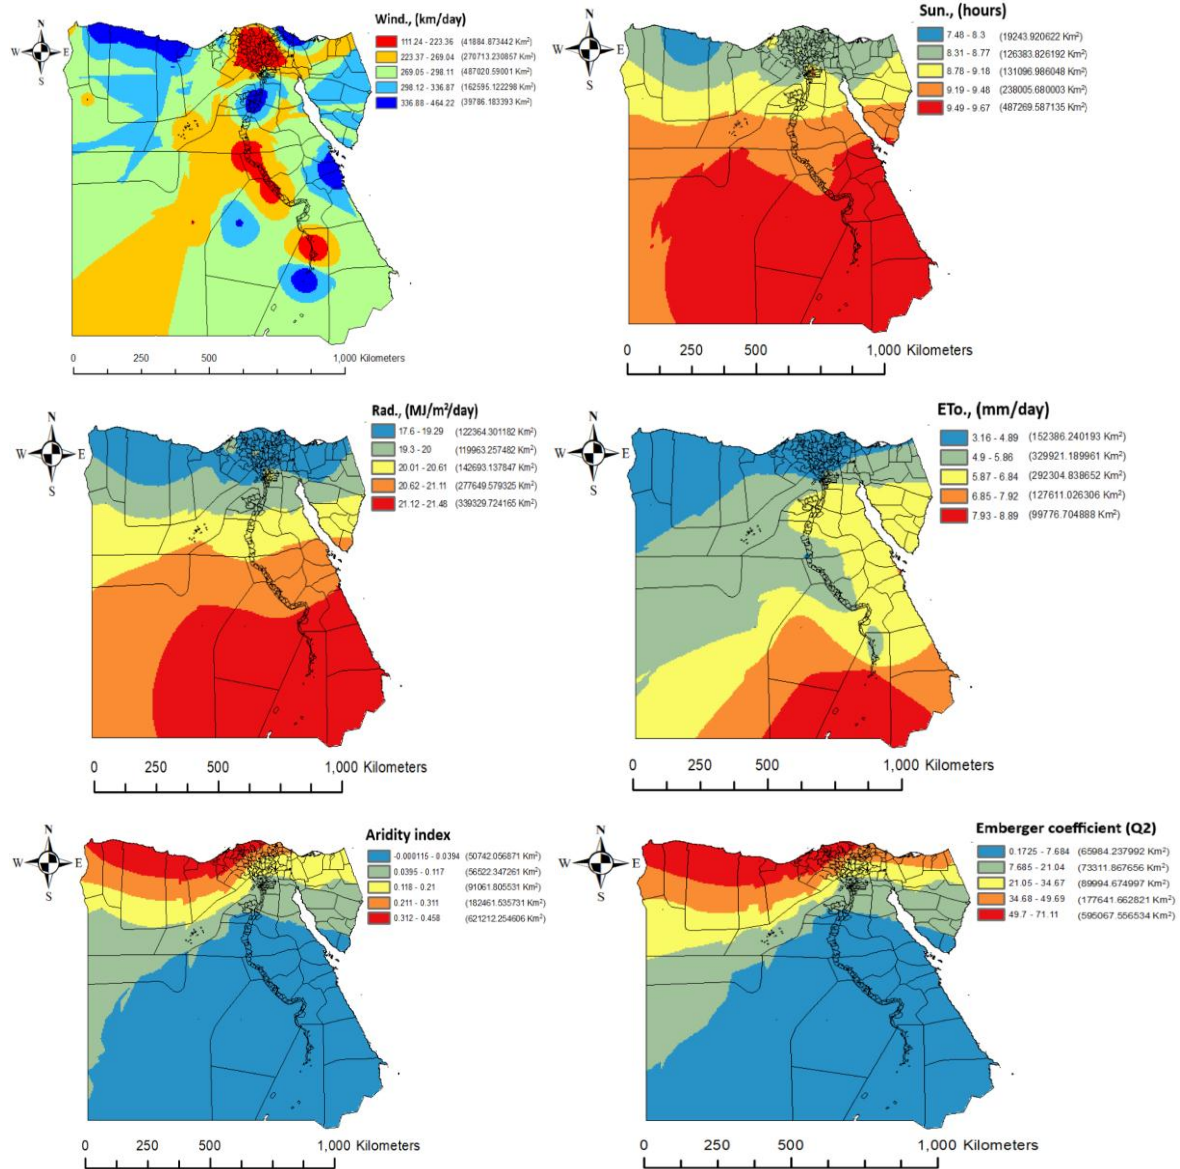 N
W E
S
Wind., (km/day)
111.24 - 223.36 (41884.873442 Km²)
223.37 - 269.04 (270713.230857 Km²)
269.05 - 298.11 (487020.59001 Km²)
298.12 - 336.87 (162595.122298 Km²)
336.88 - 464.22 (39786.183393 Km²)
0 250 500 1,000 Kilometers
N
W E
S
Sun., (hours)
7.48 - 8.3 (19243.920622 Km²)
8.31 - 8.77 (126383.826192 Km²)
8.78 - 9.18 (131096.986048 Km²)
9.19 - 9.48 (238005.680003 Km²)
9.49 - 9.67 (487269.587135 Km²)
0 250 500 1,000 Kilometers
N
W E
S
Rad., (MJ/m²/day)
17.6 - 19.29 (122364.301182 Km²)
19.3 - 20 (119963.257482 Km²)
20.01 - 20.61 (142693.137847 Km²)
20.62 - 21.11 (277649.579325 Km²)
21.12 - 21.48 (339329.724165 Km²)
0 250 500 1,000 Kilometers
N
W E
S
ETo., (mm/day)
3.16 - 4.89 (152386.240193 Km²)
4.9 - 5.86 (329921.189961 Km²)
5.87 - 6.84 (292304.838652 Km²)
6.85 - 7.92 (127611.026306 Km²)
7.93 - 8.89 (99776.704888 Km²)
0 250 500 1,000 Kilometers
N
W E
S
Aridity index
-0.000115 - 0.0394 (50742.056871 Km²)
0.0395 - 0.117 (56522.347261 Km²)
0.118 - 0.21 (91061.805531 Km²)
0.211 - 0.311 (182461.535731 Km²)
0.312 - 0.458 (621212.254606 Km²)
0 250 500 1,000 Kilometers
N
W E
S
Emberger coefficient (Q2)
0.1725 - 7.684 (65984.237992 Km²)
7.685 - 21.04 (73311.867656 Km²)
21.05 - 34.67 (89994.674997 Km²)
34.68 - 49.69 (177641.662821 Km²)
49.7 - 71.11 (595067.556534 Km²)
0 250 500 1,000 Kilometers